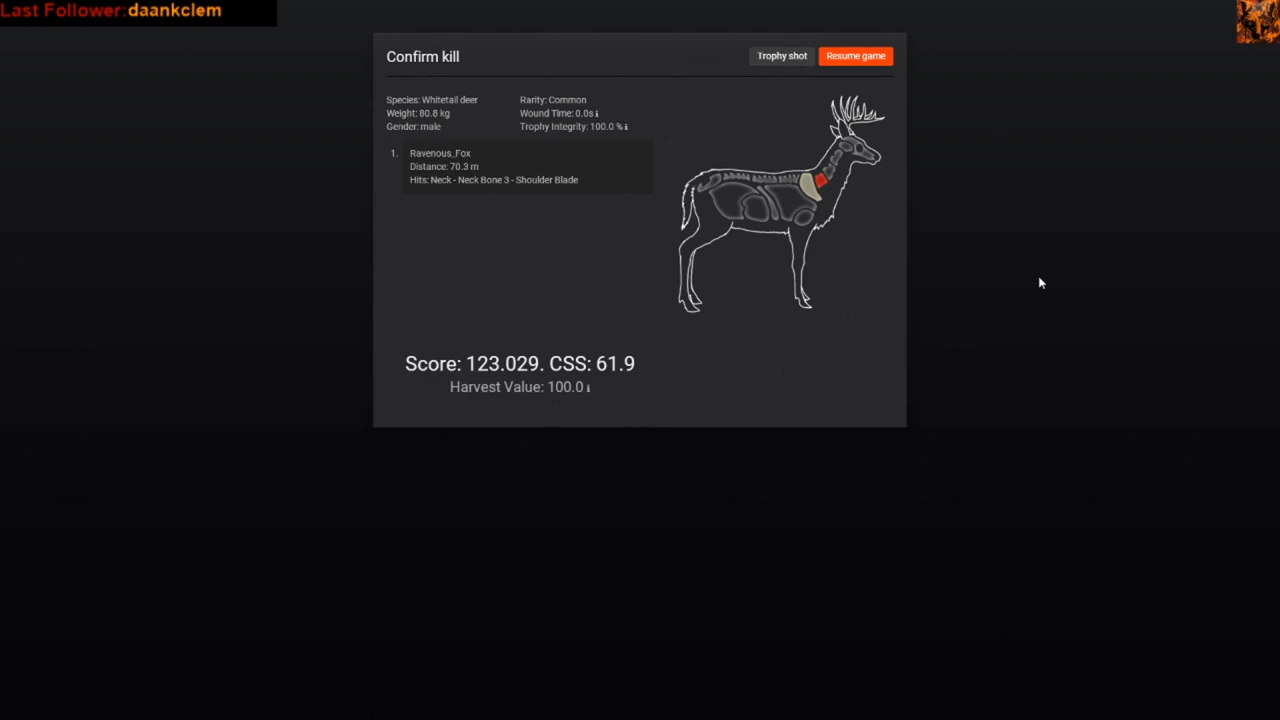 Last Follower:daankclem
Confirm kill
Trophy shot
Resume game
Species: Whitetail deer
Weight: 80.8 kg
Gender: male
Rarity: Common
Wound Time: 0.0s i
Trophy Integrity: 100.0 % i
1. Ravenous_Fox
Distance: 70.3 m
Hits: Neck - Neck Bone 3 - Shoulder Blade
Score: 123.029. CSS: 61.9
Harvest Value: 100.0 i